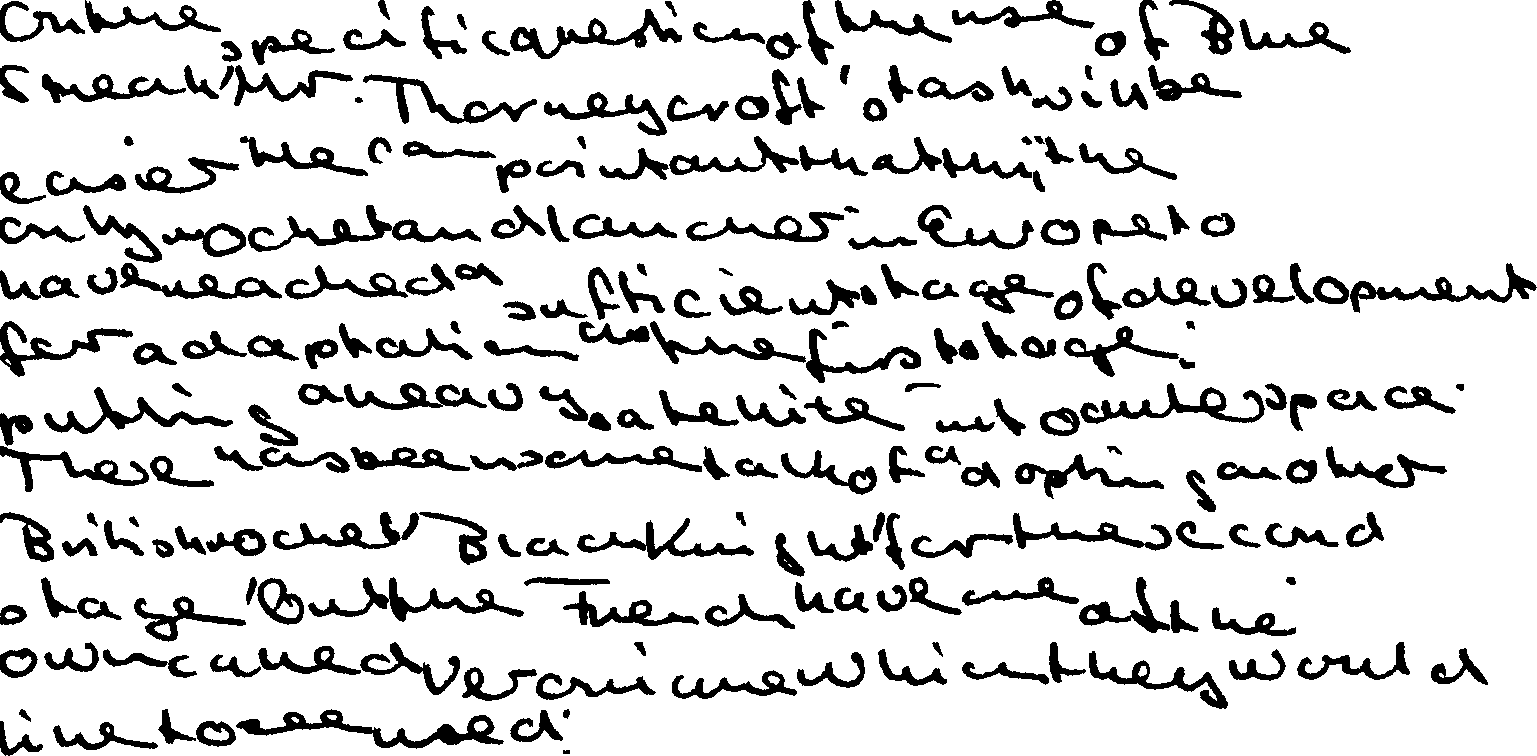 On the specific question of the use of Blue
Streak, Mr. Thorneycroft's task will be
easier if he can point out that this is the
only rocket and launcher in Europe to
have reached a sufficient stage of development
for adaptation as the first stage in
putting a heavy satellite into outer space.
There has been some talk of adopting another
British rocket, Black Knight, for the second
stage, but the French have one of their
own called Veronique which they would
like to see used.